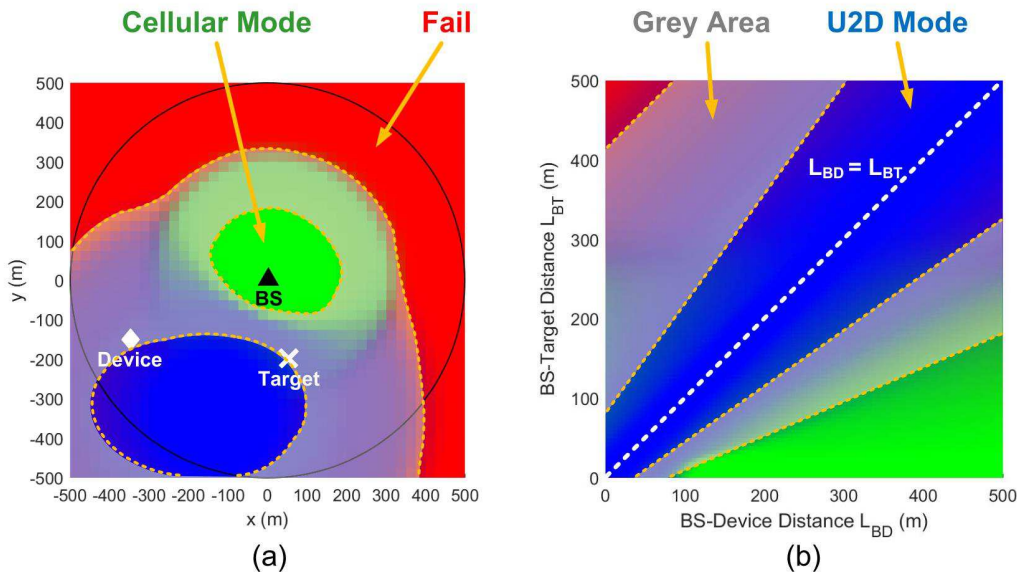 Cellular Mode Fail Grey Area U2D Mode
500
400
300
200
100
0
-100
-200
-300
-400
-500
y (m)
BS
Device
Target
-500 -400 -300 -200 -100 0 100 200 300 400 500
x (m)
(a)
500
400
300
200
100
0
BS-Target Distance L_BT (m)
L_BD = L_BT
0 100 200 300 400 500
BS-Device Distance L_BD (m)
(b)